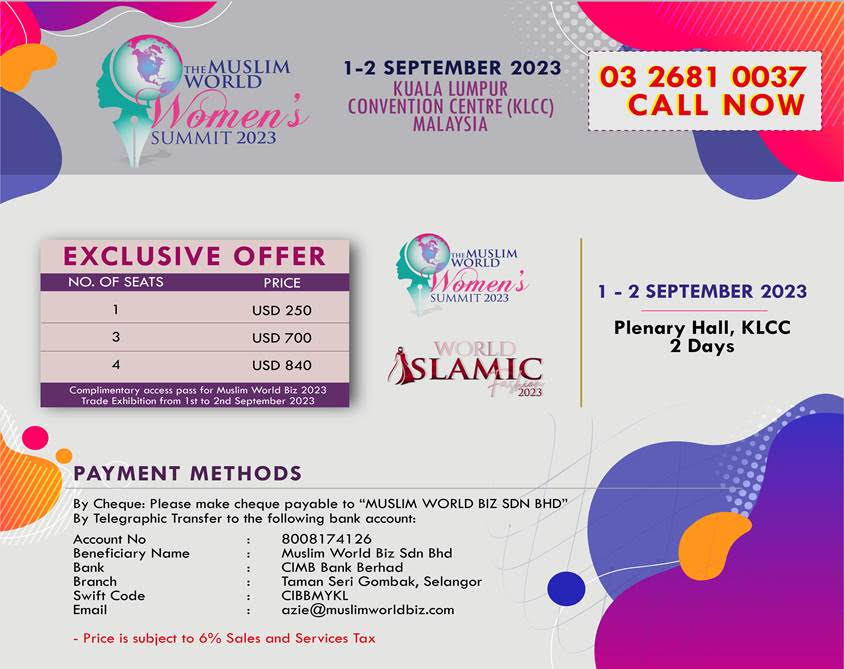 THE MUSLIM
WORLD
Women's
SUMMIT 2023
1-2 SEPTEMBER 2023
KUALA LUMPUR
CONVENTION CENTRE (KLCC)
MALAYSIA
03 2681 0037
CALL NOW
EXCLUSIVE OFFER
NO. OF SEATS PRICE
1 USD 250
3 USD 700
4 USD 840
Complimentary access pass for Muslim World Biz 2023
Trade Exhibition from 1st to 2nd September 2023
THE MUSLIM
WORLD
Women's
SUMMIT 2023
WORLD
ISLAMIC
Fashion
2023
1 - 2 SEPTEMBER 2023
Plenary Hall, KLCC
2 Days
PAYMENT METHODS
By Cheque: Please make cheque payable to “MUSLIM WORLD BIZ SDN BHD”
By Telegraphic Transfer to the following bank account:
Account No : 8008174126
Beneficiary Name : Muslim World Biz Sdn Bhd
Bank : CIMB Bank Berhad
Branch : Taman Seri Gombak, Selangor
Swift Code : CIBBMYKL
Email : azie@muslimworldbiz.com
- Price is subject to 6% Sales and Services Tax